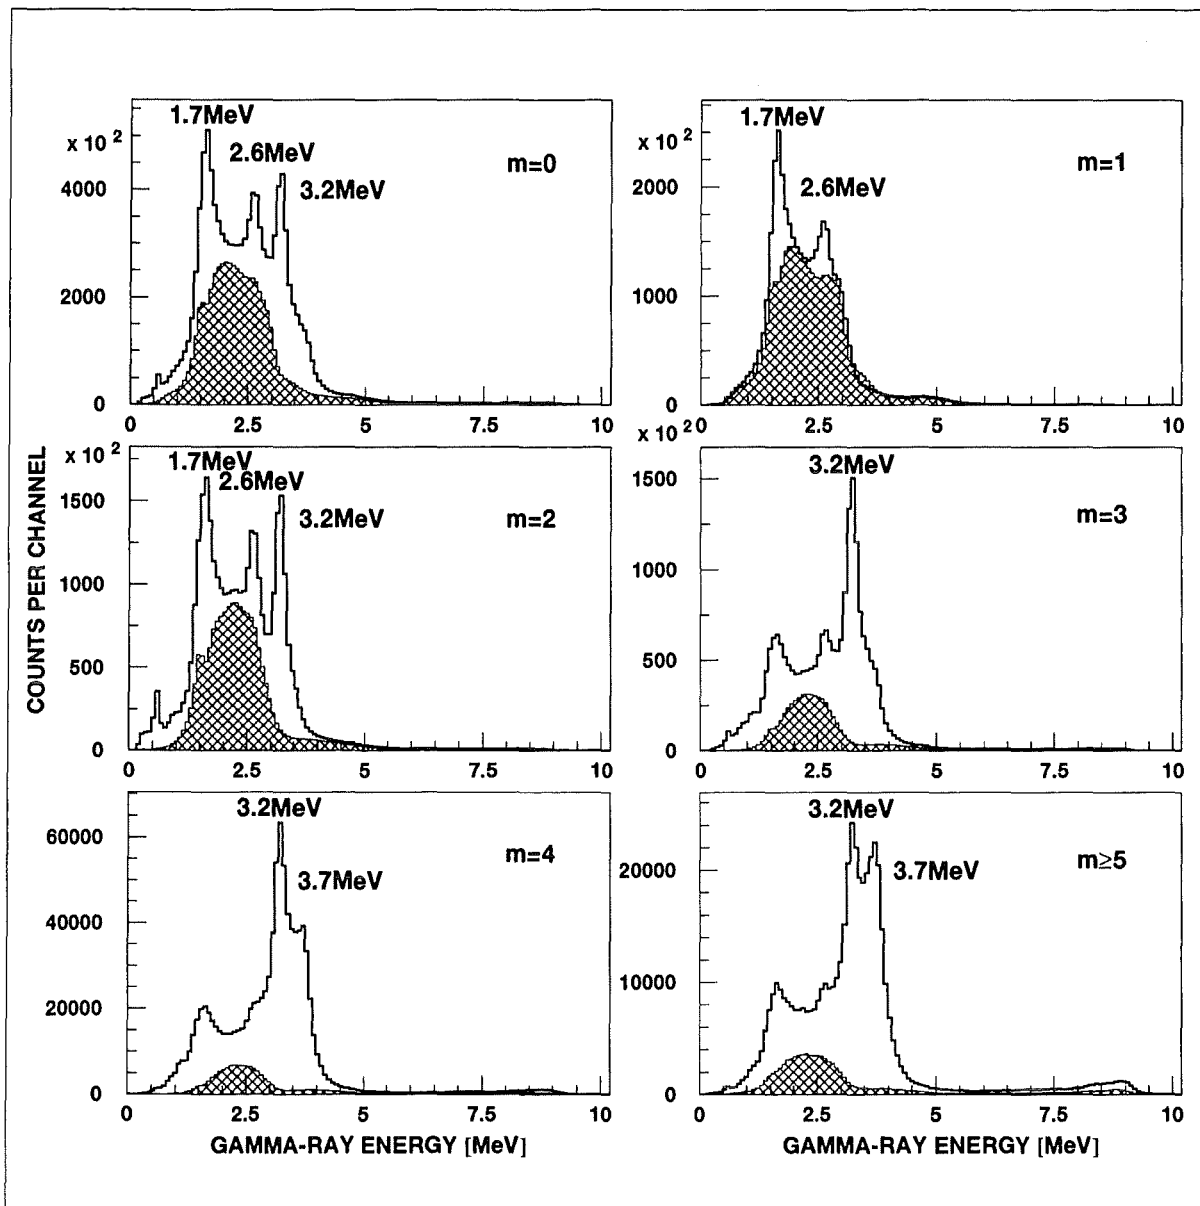 1.7MeV
x 10 2
2.6MeV
m=0
3.2MeV
4000
2000
0
0 2.5 5 7.5 10
1.7MeV
x 10 2
m=1
2.6MeV
2000
1000
0
0 2.5 5 7.5 10
COUNTS PER CHANNEL
x 10 2
1.7MeV
2.6MeV
3.2MeV
m=2
1500
1000
500
0
0 2.5 5 7.5 10
x 10 2
3.2MeV
m=3
1500
1000
500
0
0 2.5 5 7.5 10
3.2MeV
m=4
3.7MeV
60000
40000
20000
0
0 2.5 5 7.5 10
GAMMA-RAY ENERGY [MeV]
3.2MeV
m≥5
3.7MeV
20000
10000
0
0 2.5 5 7.5 10
GAMMA-RAY ENERGY [MeV]